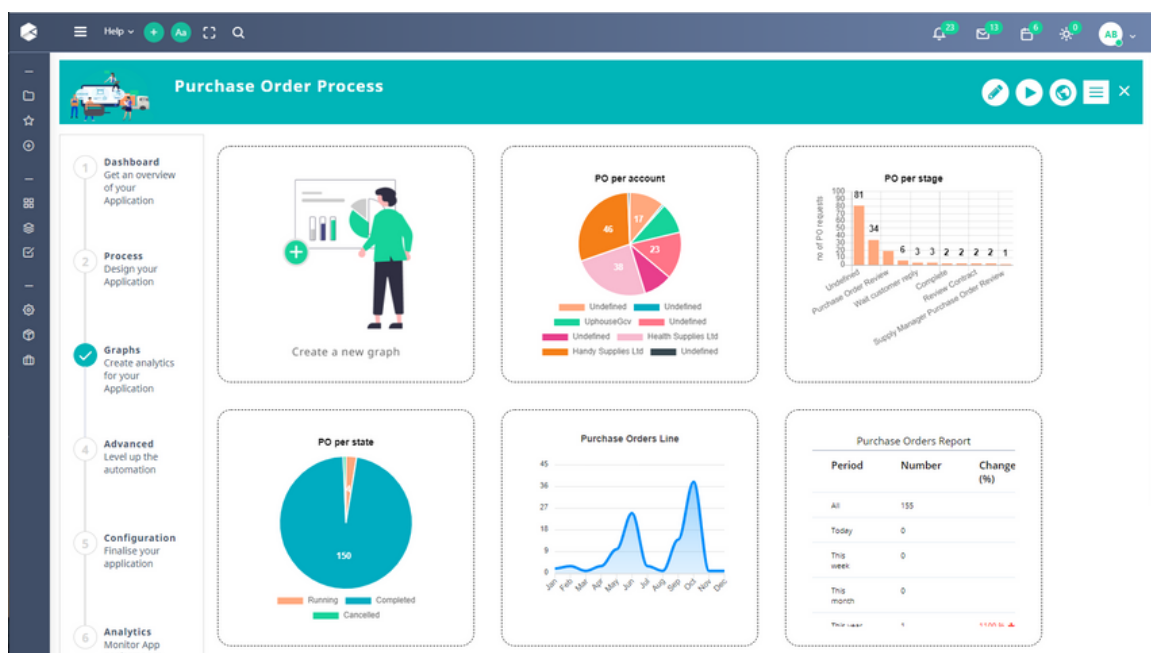 Help
Aa
23
13
6
0
AB
Purchase Order Process
1
Dashboard
Get an overview
of your
Application
2
Process
Design your
Application
Graphs
Create analytics
for your
Application
4
Advanced
Level up the
automation
5
Configuration
Finalise your
application
6
Analytics
Monitor App
Create a new graph
PO per account
17
46
23
38
Undefined Undefined
UphouseGcv Undefined
Undefined Health Supplies Ltd
Handy Supplies Ltd Undefined
PO per stage
no of PO requests
100
90
80
70
60
50
40
30
20
10
0
81 34 6 3 3 2 2 2 2 1
Undefined
Purchase Order Review
Wait customer reply
Complete
Review Contract
Supply Manager Purchase Order Review
PO per state
150
Running Completed
Cancelled
Purchase Orders Line
45
36
27
18
9
0
Jan Feb Mar Apr May Jun Jul Aug Sep Oct Nov Dec
Purchase Orders Report
Period Number Change
(%)
All 155
Today 0
This
week 0
This
month 0
This year 1 1100 %